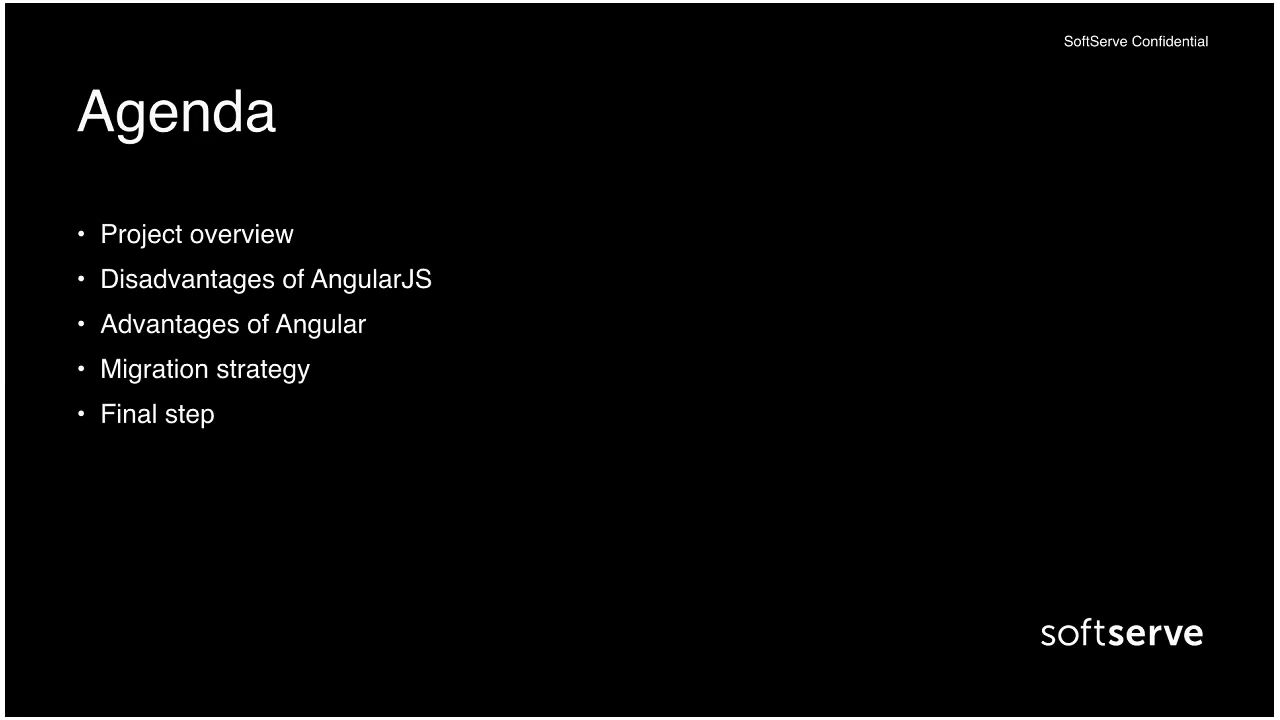 SoftServe Confidential
Agenda
• Project overview
• Disadvantages of AngularJS
• Advantages of Angular
• Migration strategy
• Final step
softserve